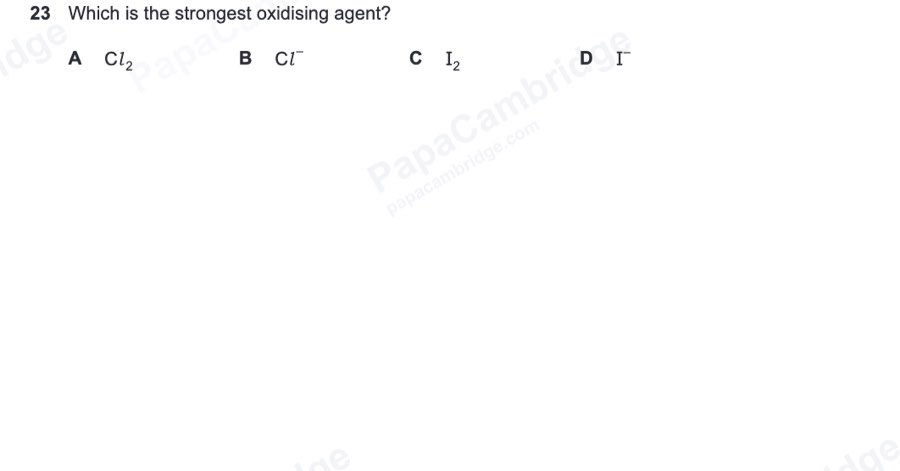 23 Which is the strongest oxidising agent?
A Cl₂ B Cl⁻ C I₂ D I⁻
PapaCambridge
papacambridge.com